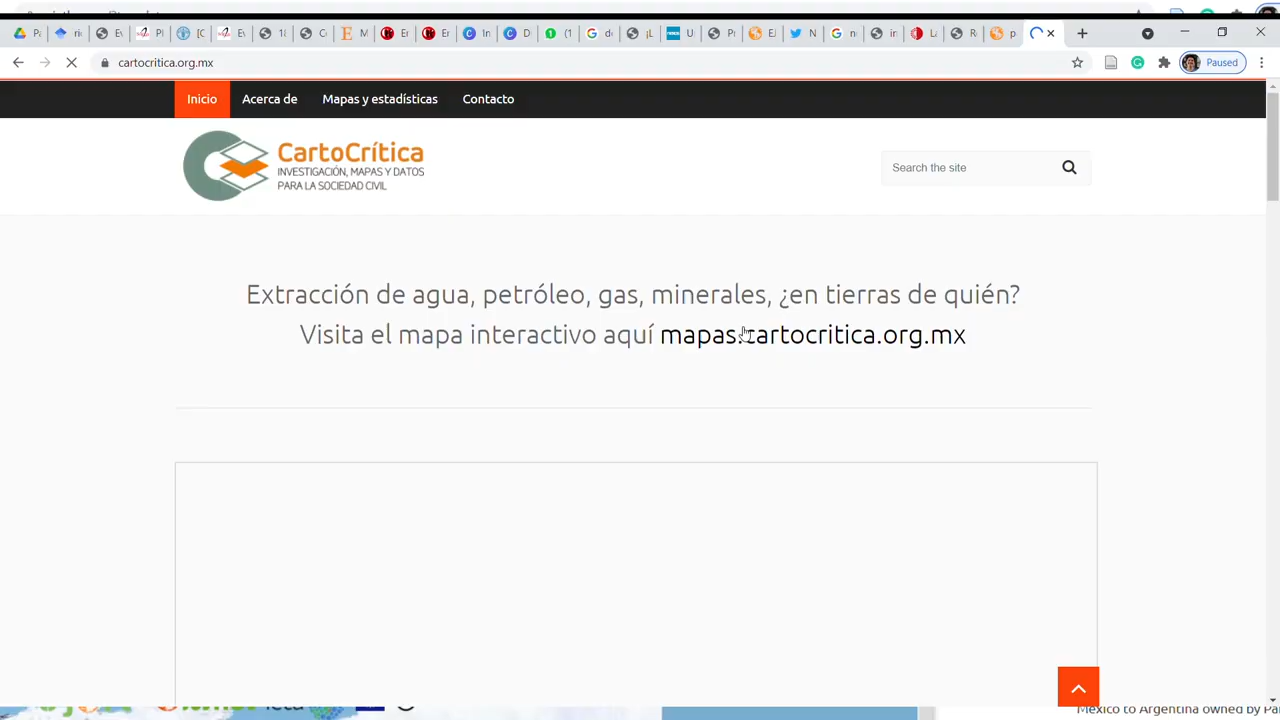 cartocritica.org.mx
Paused
Inicio
Acerca de
Mapas y estadísticas
Contacto
CartoCrítica
INVESTIGACIÓN, MAPAS Y DATOS
PARA LA SOCIEDAD CIVIL
Search the site
Extracción de agua, petróleo, gas, minerales, ¿en tierras de quién?
Visita el mapa interactivo aquí mapas.cartocritica.org.mx
Mexico to Argentina owned by